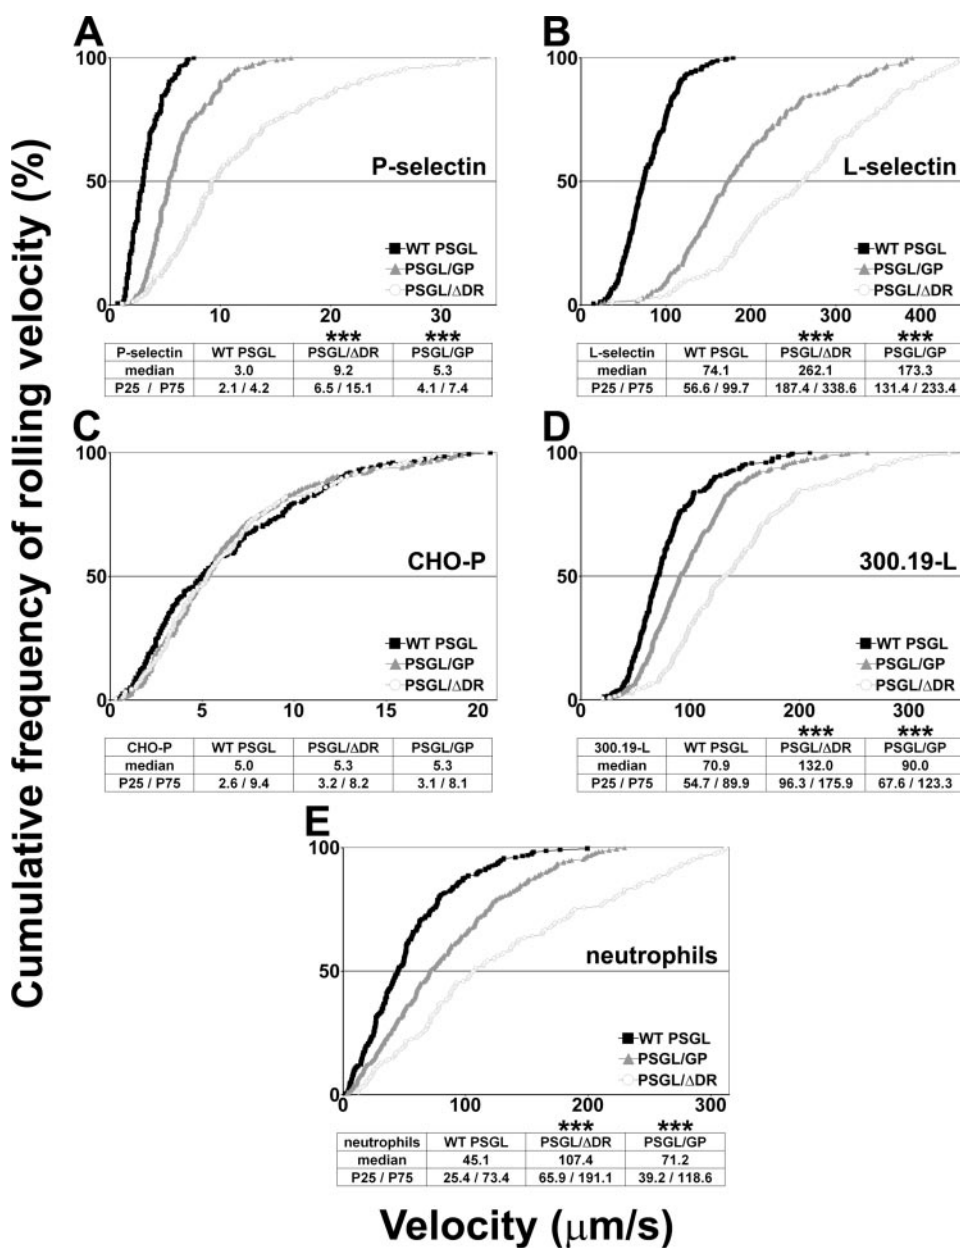 Cumulative frequency of rolling velocity (%)
A
100
50
0
P-selectin
WT PSGL
PSGL/GP
PSGL/ΔDR
0 10 20 30
*** ***
P-selectin WT PSGL PSGL/ΔDR PSGL/GP
median 3.0 9.2 5.3
P25 / P75 2.1 / 4.2 6.5 / 15.1 4.1 / 7.4
B
100
50
0
L-selectin
WT PSGL
PSGL/GP
PSGL/ΔDR
0 100 200 300 400
*** ***
L-selectin WT PSGL PSGL/ΔDR PSGL/GP
median 74.1 262.1 173.3
P25 / P75 56.6 / 99.7 187.4 / 338.6 131.4 / 233.4
C
100
50
0
CHO-P
WT PSGL
PSGL/GP
PSGL/ΔDR
0 5 10 15 20
CHO-P WT PSGL PSGL/ΔDR PSGL/GP
median 5.0 5.3 5.3
P25 / P75 2.6 / 9.4 3.2 / 8.2 3.1 / 8.1
D
100
50
0
300.19-L
WT PSGL
PSGL/GP
PSGL/ΔDR
0 100 200 300
*** ***
300.19-L WT PSGL PSGL/ΔDR PSGL/GP
median 70.9 132.0 90.0
P25 / P75 54.7 / 89.9 96.3 / 175.9 67.6 / 123.3
E
100
50
0
neutrophils
WT PSGL
PSGL/GP
PSGL/ΔDR
0 100 200 300
*** ***
neutrophils WT PSGL PSGL/ΔDR PSGL/GP
median 45.1 107.4 71.2
P25 / P75 25.4 / 73.4 65.9 / 191.1 39.2 / 118.6
Velocity (μm/s)